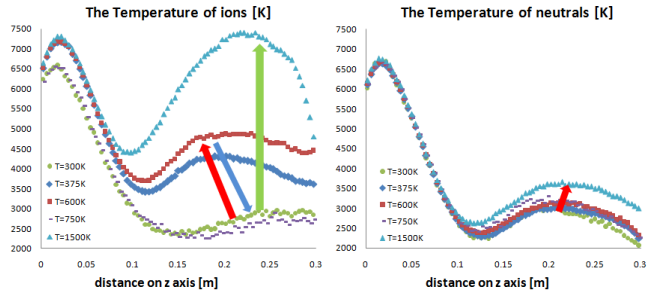 The Temperature of ions [K]
7500
7000
6500
6000
5500
5000
4500
4000
3500
3000
2500
2000
T=300K
T=375K
T=600K
T=750K
T=1500K
0 0.05 0.1 0.15 0.2 0.25 0.3
distance on z axis [m]
The Temperature of neutrals [K]
8000
7500
7000
6500
6000
5500
5000
4500
4000
3500
3000
2500
2000
T=300K
T=375K
T=600K
T=750K
T=1500K
0 0.05 0.1 0.15 0.2 0.25 0.3
distance on z axis [m]